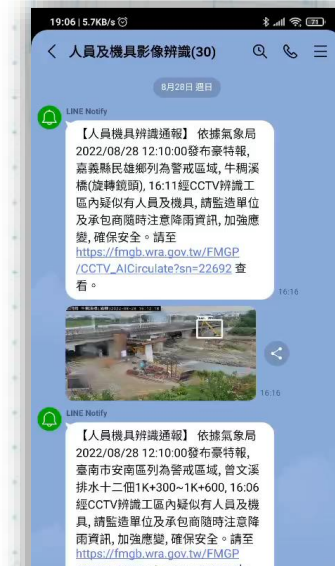 19:06 | 5.7KB/s
71
人員及機具影像辨識(30)
8月28日 週日
LINE Notify
【人員機具辨識通報】 依據氣象局
2022/08/28 12:10:00發布豪特報,
嘉義縣民雄鄉列為警戒區域, 牛稠溪
橋(旋轉鏡頭), 16:11經CCTV辨識工
區內疑似有人員及機具, 請監造單位
及承包商隨時注意降雨資訊, 加強應
變, 確保安全。請至
https://fmgb.wra.gov.tw/FMGP
/CCTV_AICirculate?sn=22692 查
看。
16:16
16:16
LINE Notify
【人員機具辨識通報】 依據氣象局
2022/08/28 12:10:00發布豪特報,
臺南市安南區列為警戒區域, 曾文溪
排水十二佃1K+300~1K+600, 16:06
經CCTV辨識工區內疑似有人員及機
具, 請監造單位及承包商隨時注意降
雨資訊, 加強應變, 確保安全。請至
https://fmgb.wra.gov.tw/FMGP